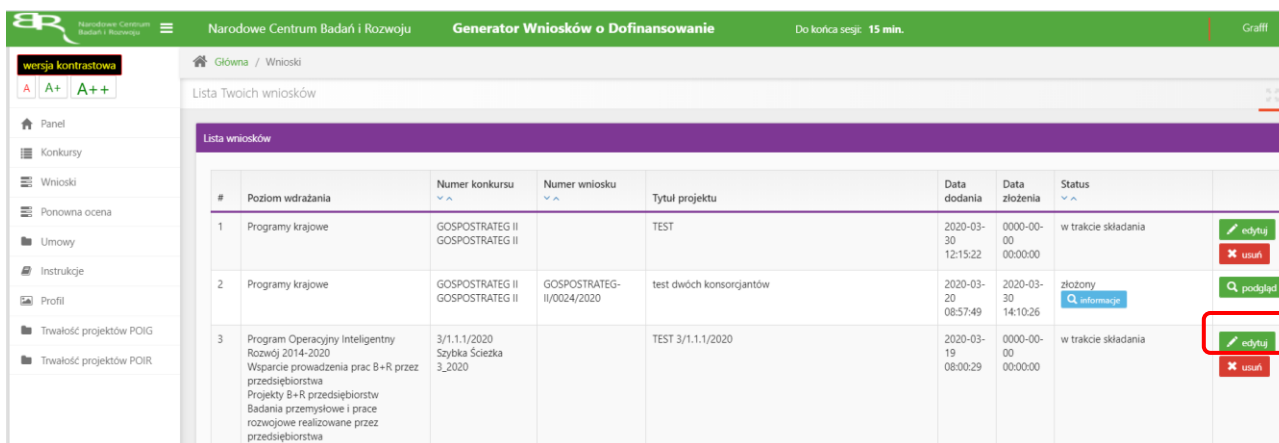 BR Narodowe Centrum
Badań i Rozwoju
Narodowe Centrum Badań i Rozwoju
Generator Wniosków o Dofinansowanie
Do końca sesji: 15 min.
Grafff
wersja kontrastowa
A A+ A++
Panel
Konkursy
Wnioski
Ponowna ocena
Umowy
Instrukcje
Profil
Trwałość projektów POIG
Trwałość projektów POIR
Główna / Wnioski
Lista Twoich wniosków
Lista wniosków
#
Poziom wdrażania
Numer konkursu
Numer wniosku
Tytuł projektu
Data
dodania
Data
złożenia
Status
1
Programy krajowe
GOSPOSTRATEG II
GOSPOSTRATEG II
TEST
2020-03-
30
12:15:22
0000-00-
00
00:00:00
w trakcie składania
edytuj
usuń
2
Programy krajowe
GOSPOSTRATEG II
GOSPOSTRATEG II
GOSPOSTRATEG-
II/0024/2020
test dwóch konsorcjantów
2020-03-
20
08:57:49
2020-03-
30
14:10:26
złożony
informacje
podgląd
3
Program Operacyjny Inteligentny
Rozwój 2014-2020
Wsparcie prowadzenia prac B+R przez
przedsiębiorstwa
Projekty B+R przedsiębiorstw
Badania przemysłowe i prace
rozwojowe realizowane przez
przedsiębiorstwa
3/1.1.1/2020
Szybka Ścieżka
3_2020
TEST 3/1.1.1/2020
2020-03-
19
08:00:29
0000-00-
00
00:00:00
w trakcie składania
edytuj
usuń